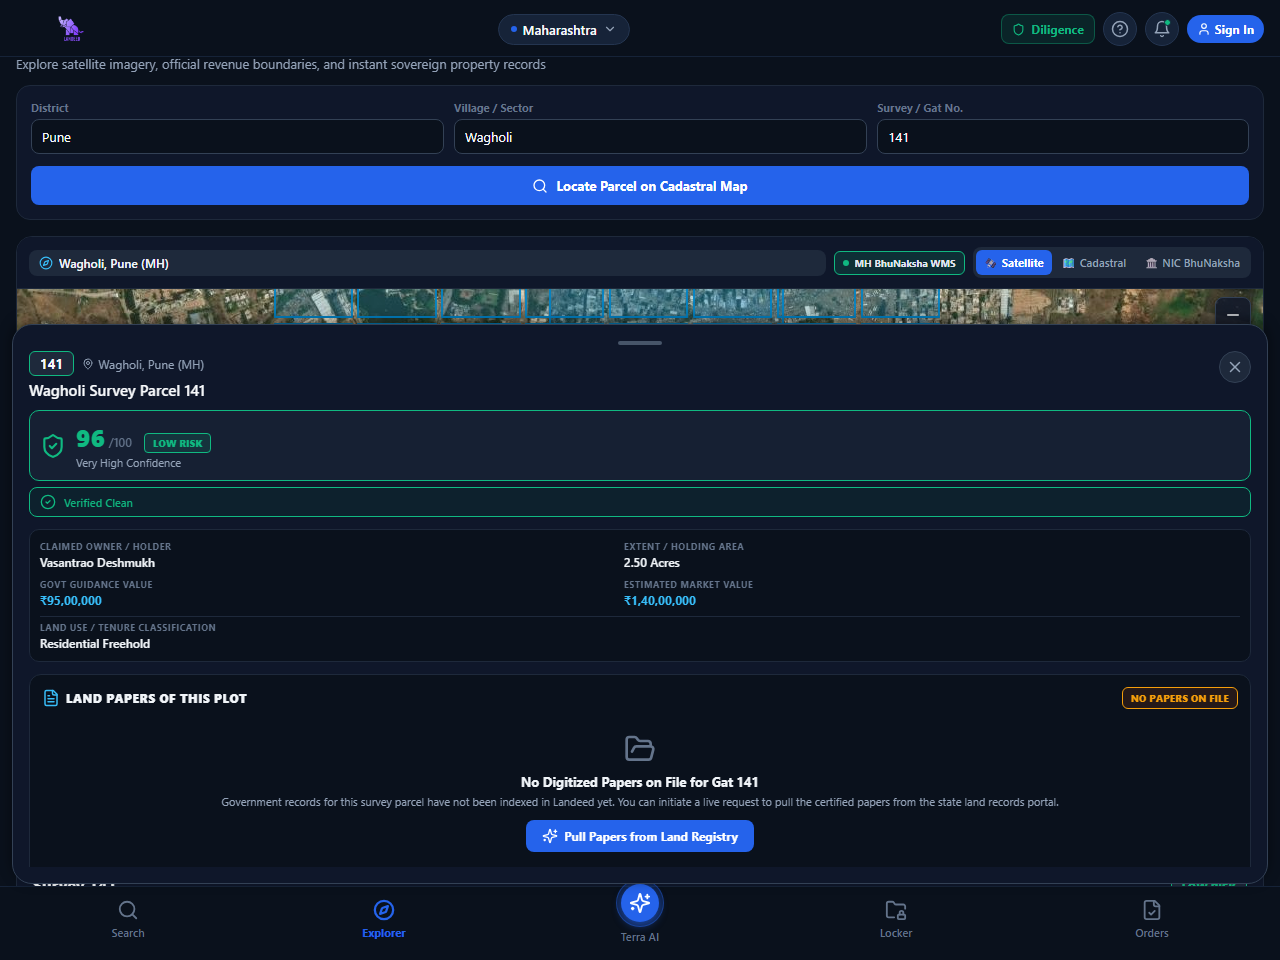 LANDEED
Maharashtra
Diligence
Sign In
Explore satellite imagery, official revenue boundaries, and instant sovereign property records
District
Village / Sector
Survey / Gat No.
Pune
Wagholi
141
Locate Parcel on Cadastral Map
Wagholi, Pune (MH)
MH BhuNaksha WMS
Satellite
Cadastral
NIC BhuNaksha
141
Wagholi, Pune (MH)
Wagholi Survey Parcel 141
96 /100
LOW RISK
Very High Confidence
Verified Clean
CLAIMED OWNER / HOLDER
Vasantrao Deshmukh
EXTENT / HOLDING AREA
2.50 Acres
GOVT GUIDANCE VALUE
₹95,00,000
ESTIMATED MARKET VALUE
₹1,40,00,000
LAND USE / TENURE CLASSIFICATION
Residential Freehold
LAND PAPERS OF THIS PLOT
NO PAPERS ON FILE
No Digitized Papers on File for Gat 141
Government records for this survey parcel have not been indexed in Landeed yet. You can initiate a live request to pull the certified papers from the state land records portal.
Pull Papers from Land Registry
Search
Explorer
Terra AI
Locker
Orders